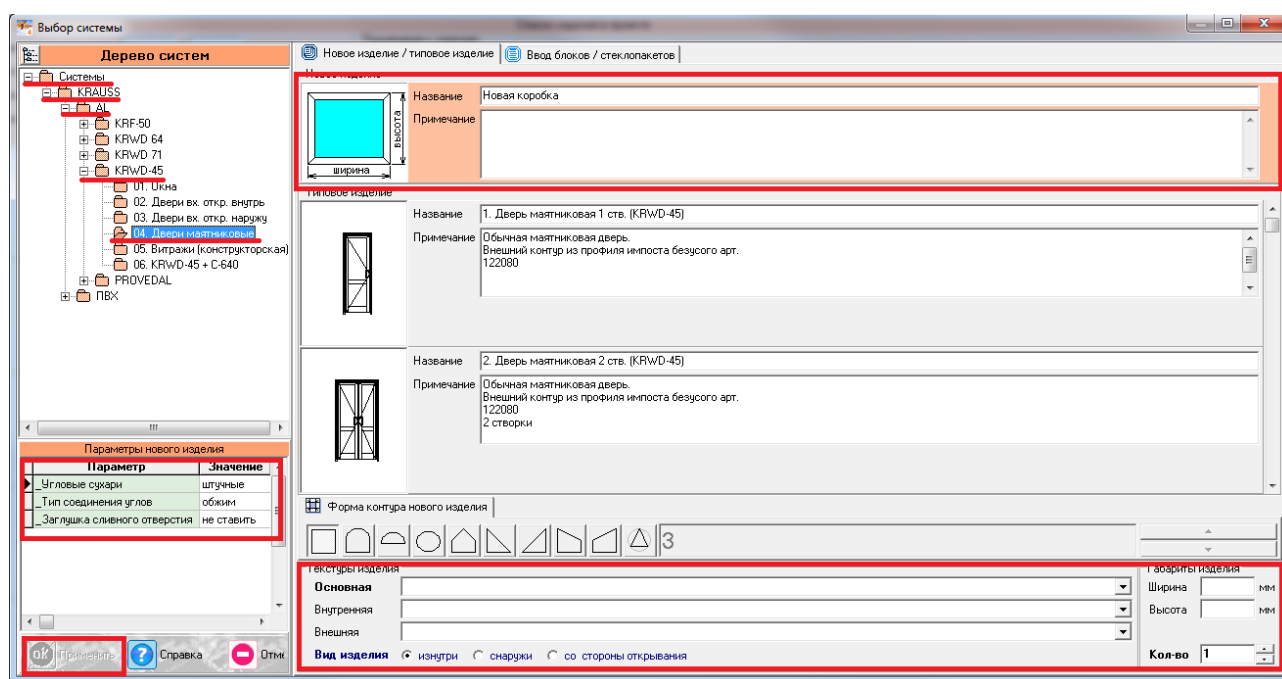 Выбор системы
Дерево систем
Системы
KRAUSS
AL
KRF-50
KRWD 64
KRWD 71
KRWD-45
01. Окна
02. Двери вх. откр. внутрь
03. Двери вх. откр. наружу
04. Двери маятниковые
05. Витражи (конструкторская)
06. KRWD-45 + C-640
PROVEDAL
ПВХ
Параметры нового изделия
Параметр Значение
_Угловые сухари штучные
_Тип соединения углов обжим
_Заглушка сливного отверстия не ставить
ok Применить ? Справка Отме
Новое изделие / типовое изделие Ввод блоков / стеклопакетов
Новое изделие
Название Новая коробка
Примечание
высота
ширина
Типовое изделие
Название 1. Дверь маятниковая 1 ств. (KRWD-45)
Примечание Обычная маятниковая дверь.
Внешний контур из профиля импоста безусого арт.
122080
Название 2. Дверь маятниковая 2 ств. (KRWD-45)
Примечание Обычная маятниковая дверь.
Внешний контур из профиля импоста безусого арт.
122080
2 створки
Форма контура нового изделия
3
Текстуры изделия
Основная
Внутренняя
Внешняя
Вид изделия изнутри снаружи со стороны открывания
Габариты изделия
Ширина мм
Высота мм
Кол-во 1